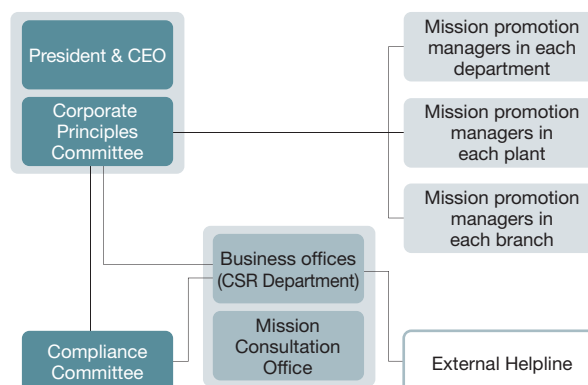 President & CEO
Corporate
Principles
Committee
Mission promotion
managers in each
department
Mission promotion
managers in
each plant
Mission promotion
managers in
each branch
Business offices
(CSR Department)
Mission
Consultation
Office
Compliance
Committee
External Helpline